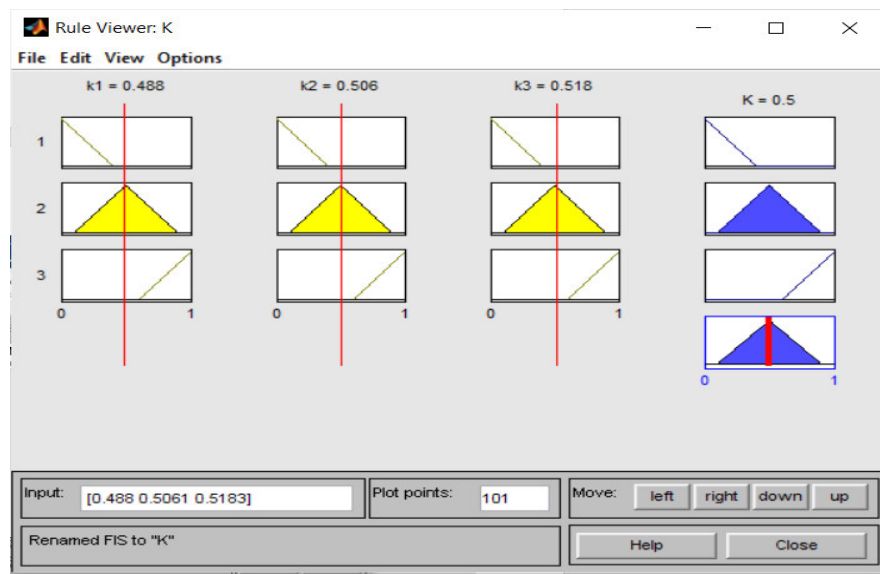 Rule Viewer: K
File Edit View Options
k1 = 0.488
k2 = 0.506
k3 = 0.518
K = 0.5
1
2
3
0 1
0 1
0 1
0 1
Input: [0.488 0.5061 0.5183]
Plot points: 101
Move: left right down up
Renamed FIS to "K"
Help Close